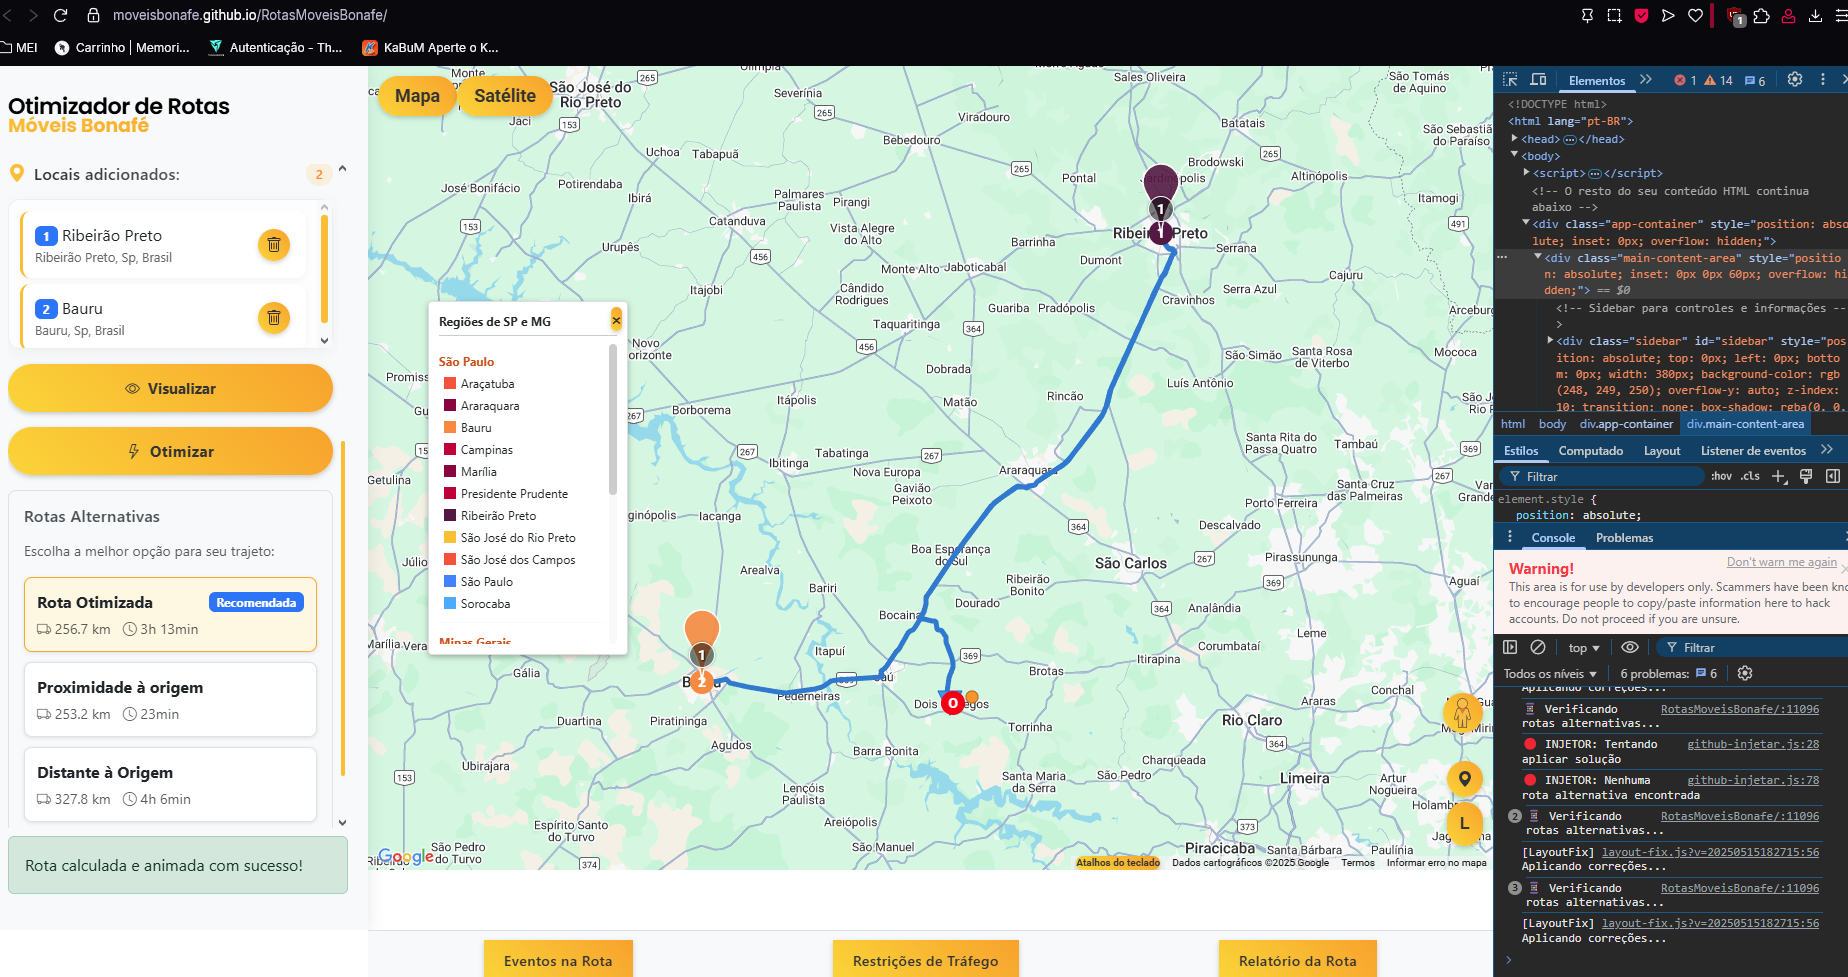 moveisbonafe.github.io/RotasMoveisBonafe/
MEI
Carrinho | Memori...
Autenticação - Th...
KaBuM Aperte o K...
Otimizador de Rotas
Móveis Bonafé
Locais adicionados:
2
1 Ribeirão Preto
Ribeirão Preto, Sp, Brasil
2 Bauru
Bauru, Sp, Brasil
Visualizar
Otimizar
Rotas Alternativas
Escolha a melhor opção para seu trajeto:
Rota Otimizada
Recomendada
256.7 km 3h 13min
Proximidade à origem
253.2 km 23min
Distante à Origem
327.8 km 4h 6min
Rota calculada e animada com sucesso!
Mapa
Satélite
São José do
Rio Preto
Jaci
Severínia
Viradouro
Sales Oliveira
São Tomás
de Aquino
Batatais
São Sebastião
do Paraíso
Bebedouro
Uchoa
Tabapuã
Pontal
Brodowski
Altinópolis
José Bonifácio
Potirendaba
Ibirá
Palmares
Paulista
Pirangi
Itamogi
Catanduva
Vista Alegre
do Alto
Barrinha
Ribeirão Preto
Serrana
Urupês
Dumont
Monte Alto
Jaboticabal
Cajuru
Itajobi
Cândido
Rodrigues
Guariba
Pradópolis
Cravinhos
Serra Azul
Taquaritinga
Novo
Horizonte
Dobrada
São Simão
Santa Rosa
de Viterbo
Mococa
Luís Antônio
Matão
Rincão
Itápolis
Borborema
Santa Rita do
Passa Quatro
Tambaú
Tabatinga
Ibitinga
Nova Europa
Gavião
Peixoto
Araraquara
Santa Cruz
das Palmeiras
Porto Ferreira
Iacanga
Descalvado
Boa Esperança
do Sul
São Carlos
Pirassununga
Arealva
Bariri
Ribeirão
Bonito
Aguaí
Dourado
Bocaina
Analândia
Leme
Itapuí
Corumbataí
Itirapina
Brotas
Gália
Jaú
Pederneiras
Dois Córregos
Torrinha
Conchal
Araras
Duartina
Piratininga
Agudos
Rio Claro
Ubirajara
Barra Bonita
Santa Maria
da Serra
São Pedro
Charqueada
Limeira
Artur
Nogueira
Lençóis
Paulista
Espírito Santo
do Turvo
Areiópolis
São Pedro
do Turvo
São Manuel
Piracicaba
Santa Bárbara
Paulínia
Regiões de SP e MG
×
São Paulo
Araçatuba
Araraquara
Bauru
Campinas
Marília
Presidente Prudente
Ribeirão Preto
São José do Rio Preto
São José dos Campos
São Paulo
Sorocaba
Minas Gerais
1
1
1
2
0
L
Google
Atalhos do teclado
Dados cartográficos ©2025 Google
Termos
Informar erro no mapa
Eventos na Rota
Restrições de Tráfego
Relatório da Rota
Elementos
1 14 6
<!DOCTYPE html>
<html lang="pt-BR">
<head> </head>
<body>
<script> </script>
<!-- O resto do seu conteúdo HTML continua
abaixo -->
<div class="app-container" style="position: abso
lute; inset: 0px; overflow: hidden;">
<div class="main-content-area" style="positio
n: absolute; inset: 0px 0px 60px; overflow: hi
dden;"> == $0
<!-- Sidebar para controles e informações --
>
<div class="sidebar" id="sidebar" style="pos
ition: absolute; top: 0px; left: 0px; botto
m: 0px; width: 380px; background-color: rgb
(248, 249, 250); overflow-y: auto; z-index:
10; transition: none; box-shadow: rgba(0, 0,
html body div.app-container div.main-content-area
Estilos Computado Layout Listener de eventos
Filtrar
:hov .cls
element.style {
position: absolute;
Console Problemas
Warning!
Don't warn me again
This area is for use by developers only. Scammers have been kno
to encourage people to copy/paste information here to hack
accounts. Do not proceed if you are unsure.
top
Filtrar
Todos os níveis
6 problemas: 6
Aplicando correções...
Verificando RotasMoveisBonafe/:11096
rotas alternativas...
INJETOR: Tentando github-injetar.js:28
aplicar solução
INJETOR: Nenhuma github-injetar.js:78
rota alternativa encontrada
2 Verificando RotasMoveisBonafe/:11096
rotas alternativas...
[LayoutFix] layout-fix.js?v=20250515182715:56
Aplicando correções...
3 Verificando RotasMoveisBonafe/:11096
rotas alternativas...
[LayoutFix] layout-fix.js?v=20250515182715:56
Aplicando correções...